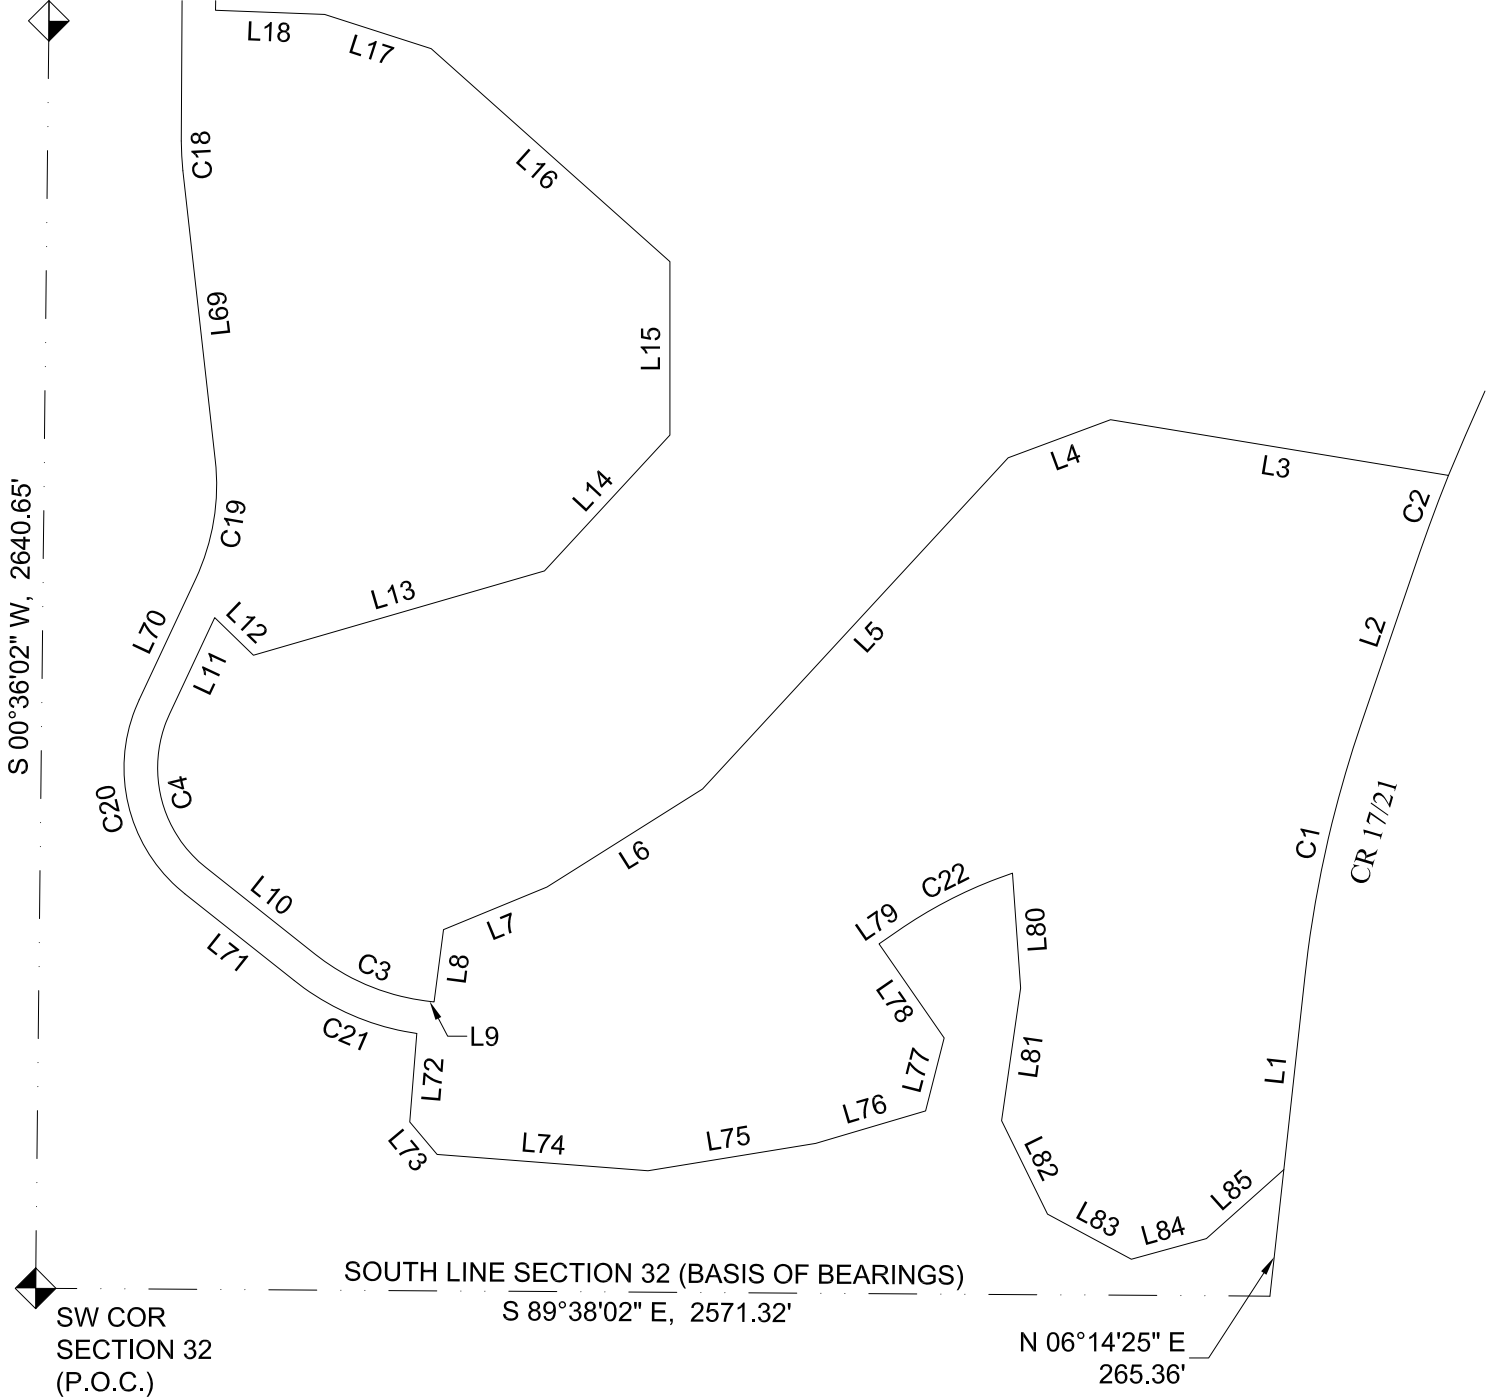 L18
L17
C18
L16
L69
L15
L4
L3
C2
L14
C19
S 00°36'02" W, 2640.65'
L13
L70
L12
L11
L5
L2
C20
C4
L6
C1
CR 17/21
L10
C22
L7
L79
L80
L71
C3
L8
L78
C21
L9
L72
L77
L81
L1
L76
L73
L74
L75
L82
L85
L83
L84
SOUTH LINE SECTION 32 (BASIS OF BEARINGS)
S 89°38'02" E, 2571.32'
SW COR
SECTION 32
(P.O.C.)
N 06°14'25" E
265.36'